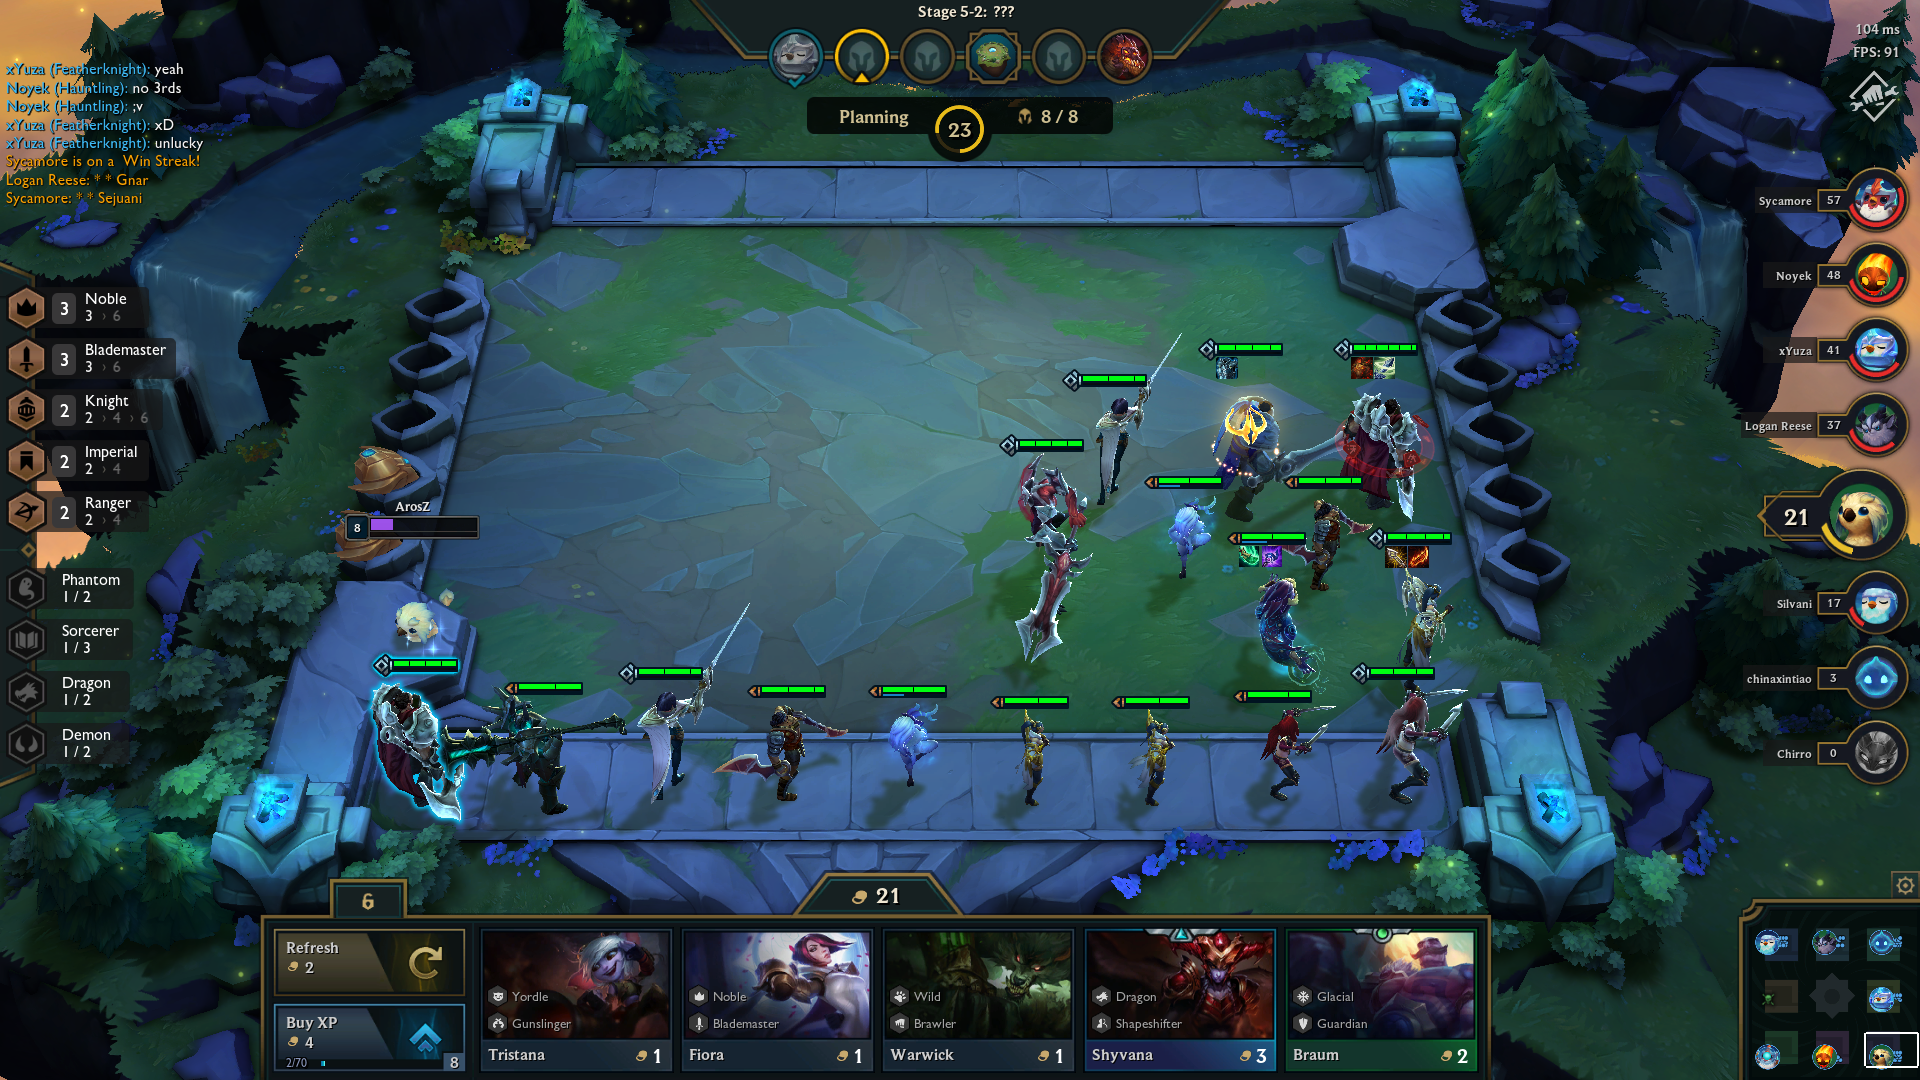 Stage 5-2: ???
104 ms
FPS: 91
xYuza (Featherknight): yeah
Noyek (Hauntling): no 3rds
Noyek (Hauntling): ;v
xYuza (Featherknight): xD
xYuza (Featherknight): unlucky
Sycamore is on a Win Streak!
Logan Reese: * * Gnar
Sycamore: * * Sejuani
Planning
23
8 / 8
Sycamore 57
Noyek 48
xYuza 41
Logan Reese 37
21
Silvani 17
chinaxintiao 3
Chirro 0
3 Noble
3 › 6
3 Blademaster
3 › 6
2 Knight
2 › 4 › 6
2 Imperial
2 › 4
2 Ranger
2 › 4
Phantom
1 / 2
Sorcerer
1 / 3
Dragon
1 / 2
Demon
1 / 2
ArosZ
8
6
21
Refresh
2
Buy XP
4
2/70
8
Yordle
Gunslinger
Tristana 1
Noble
Blademaster
Fiora 1
Wild
Brawler
Warwick 1
Dragon
Shapeshifter
Shyvana 3
Glacial
Guardian
Braum 2